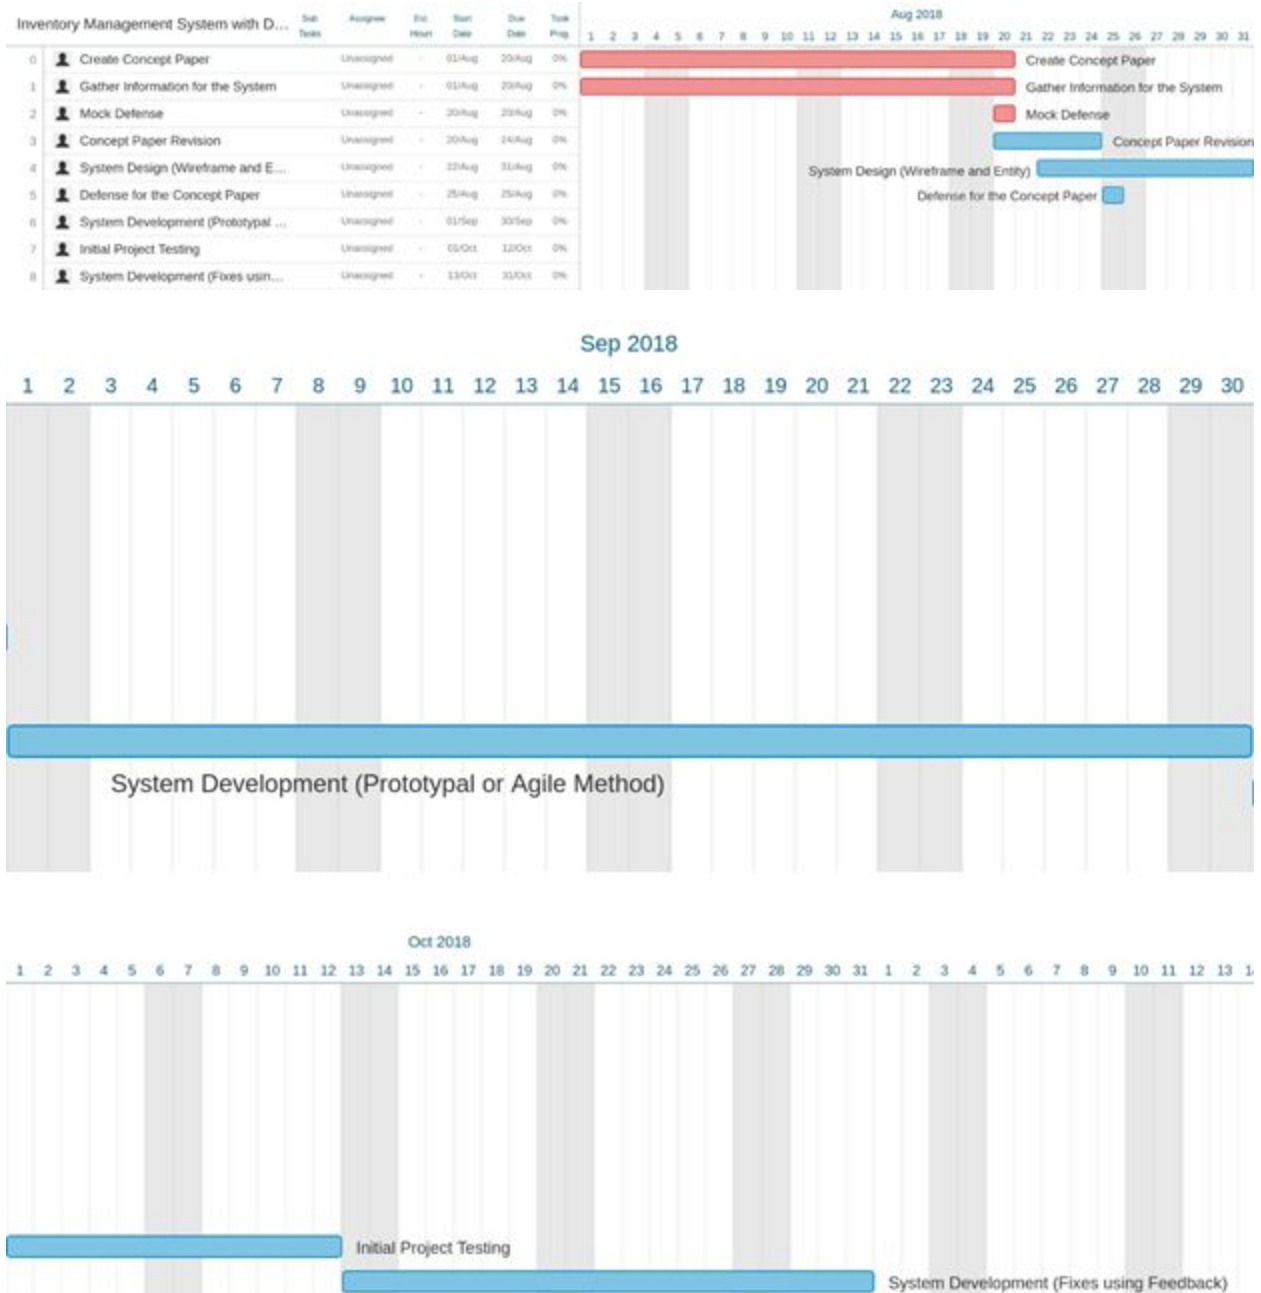 Inventory Management System with D... Sub Tasks Assignee Est. Hours Start Date Due Date Task Prog.
Aug 2018
1 2 3 4 5 6 7 8 9 10 11 12 13 14 15 16 17 18 19 20 21 22 23 24 25 26 27 28 29 30 31
0 Create Concept Paper Unassigned - 01/Aug 20/Aug 0% Create Concept Paper
1 Gather Information for the System Unassigned - 01/Aug 20/Aug 0% Gather Information for the System
2 Mock Defense Unassigned - 20/Aug 20/Aug 0% Mock Defense
3 Concept Paper Revision Unassigned - 20/Aug 24/Aug 0% Concept Paper Revision
4 System Design (Wireframe and E... Unassigned - 22/Aug 31/Aug 0% System Design (Wireframe and Entity)
5 Defense for the Concept Paper Unassigned - 25/Aug 25/Aug 0% Defense for the Concept Paper
6 System Development (Prototypal ... Unassigned - 01/Sep 30/Sep 0%
7 Initial Project Testing Unassigned - 01/Oct 12/Oct 0%
8 System Development (Fixes usin... Unassigned - 13/Oct 31/Oct 0%
Sep 2018
1 2 3 4 5 6 7 8 9 10 11 12 13 14 15 16 17 18 19 20 21 22 23 24 25 26 27 28 29 30
System Development (Prototypal or Agile Method)
Oct 2018
1 2 3 4 5 6 7 8 9 10 11 12 13 14 15 16 17 18 19 20 21 22 23 24 25 26 27 28 29 30 31 1 2 3 4 5 6 7 8 9 10 11 12 13
Initial Project Testing
System Development (Fixes using Feedback)